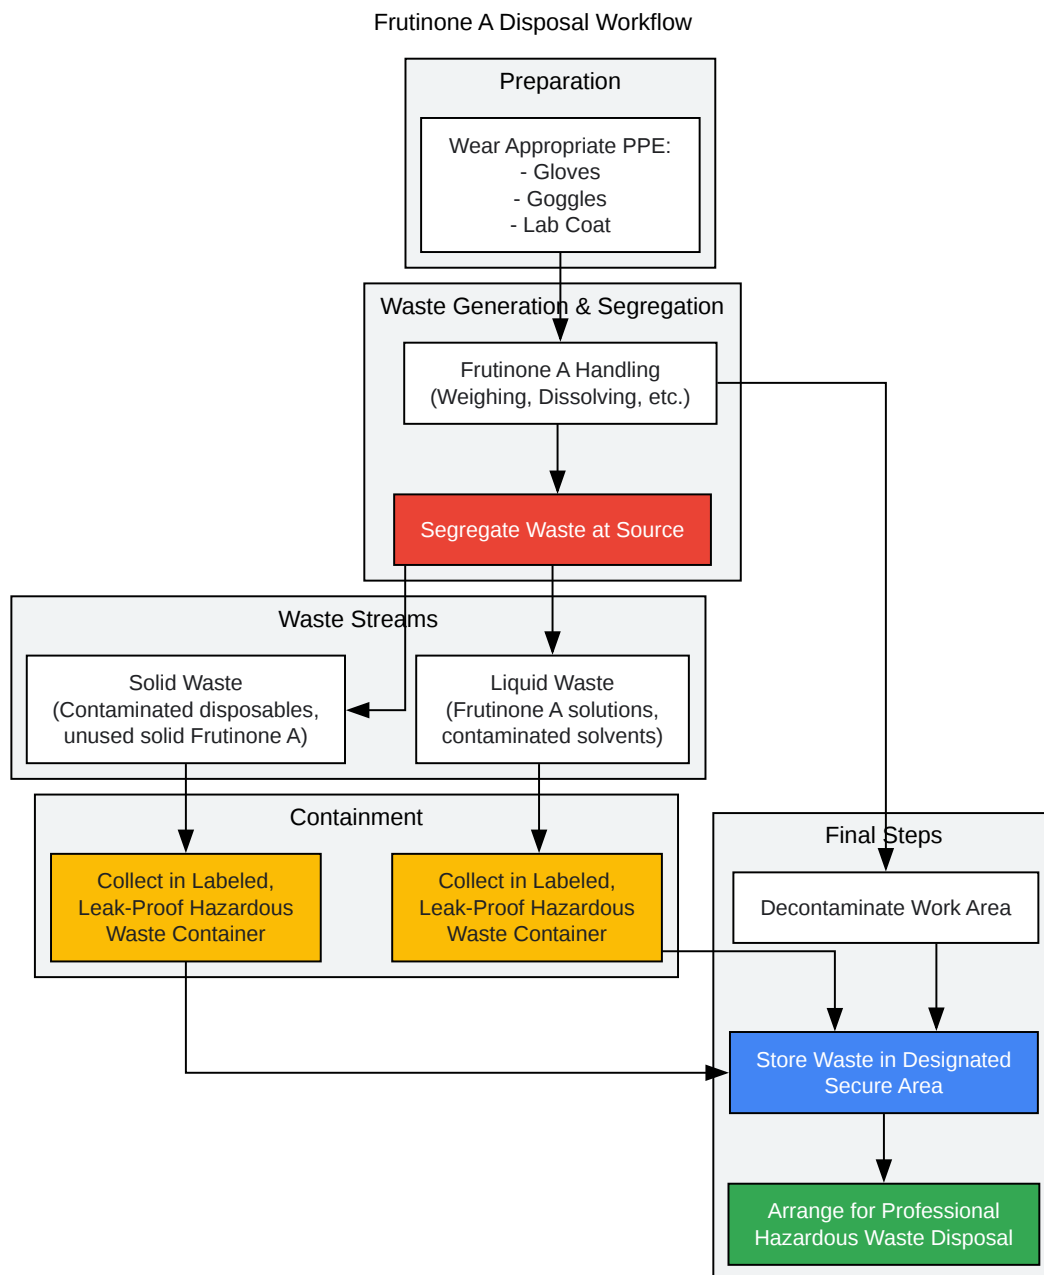 Frutinone A Disposal Workflow
Preparation
Wear Appropriate PPE:
- Gloves
- Goggles
- Lab Coat
Waste Generation & Segregation
Frutinone A Handling
(Weighing, Dissolving, etc.)
Segregate Waste at Source
Waste Streams
Solid Waste
(Contaminated disposables,
unused solid Frutinone A)
Liquid Waste
(Frutinone A solutions,
contaminated solvents)
Containment
Collect in Labeled,
Leak-Proof Hazardous
Waste Container
Collect in Labeled,
Leak-Proof Hazardous
Waste Container
Final Steps
Decontaminate Work Area
Store Waste in Designated
Secure Area
Arrange for Professional
Hazardous Waste Disposal